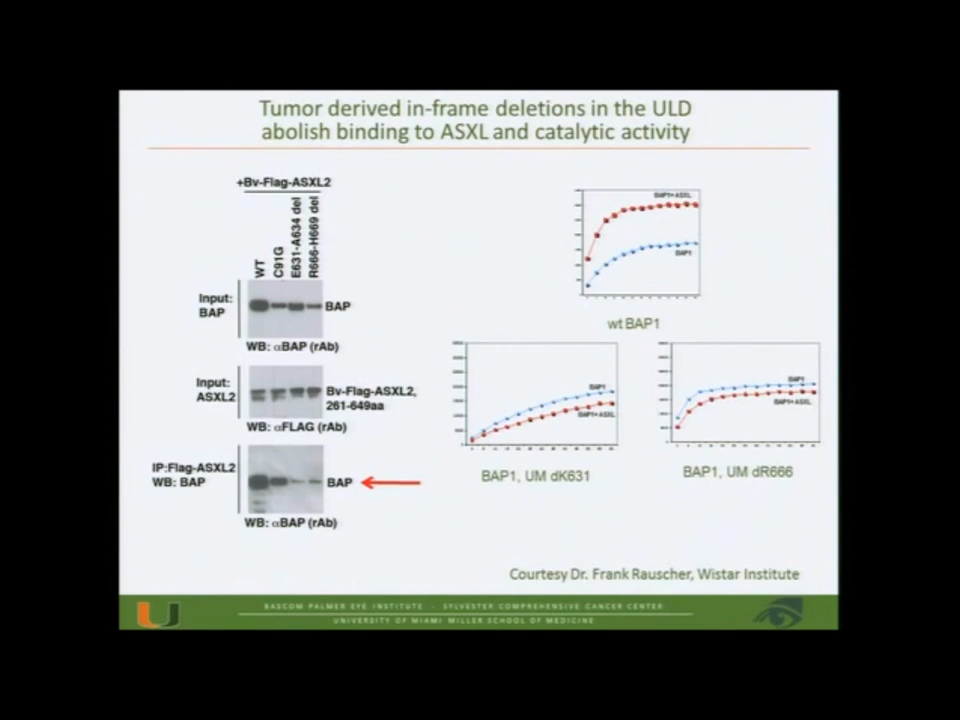 Tumor derived in-frame deletions in the ULD
abolish binding to ASXL and catalytic activity
+Bv-Flag-ASXL2
WT
C91G
E631-A634 del
R666-H669 del
Input:
BAP
BAP
WB: αBAP (rAb)
Input:
ASXL2
Bv-Flag-ASXL2,
261-649aa
WB: αFLAG (rAb)
IP:Flag-ASXL2
WB: BAP
BAP
WB: αBAP (rAb)
BAP1+ASXL
BAP1
wt BAP1
BAP1
BAP1+ASXL
BAP1, UM dK631
BAP1
BAP1+ASXL
BAP1, UM dR666
Courtesy Dr. Frank Rauscher, Wistar Institute
BASCOM PALMER EYE INSTITUTE - SYLVESTER COMPREHENSIVE CANCER CENTER
UNIVERSITY OF MIAMI MILLER SCHOOL OF MEDICINE